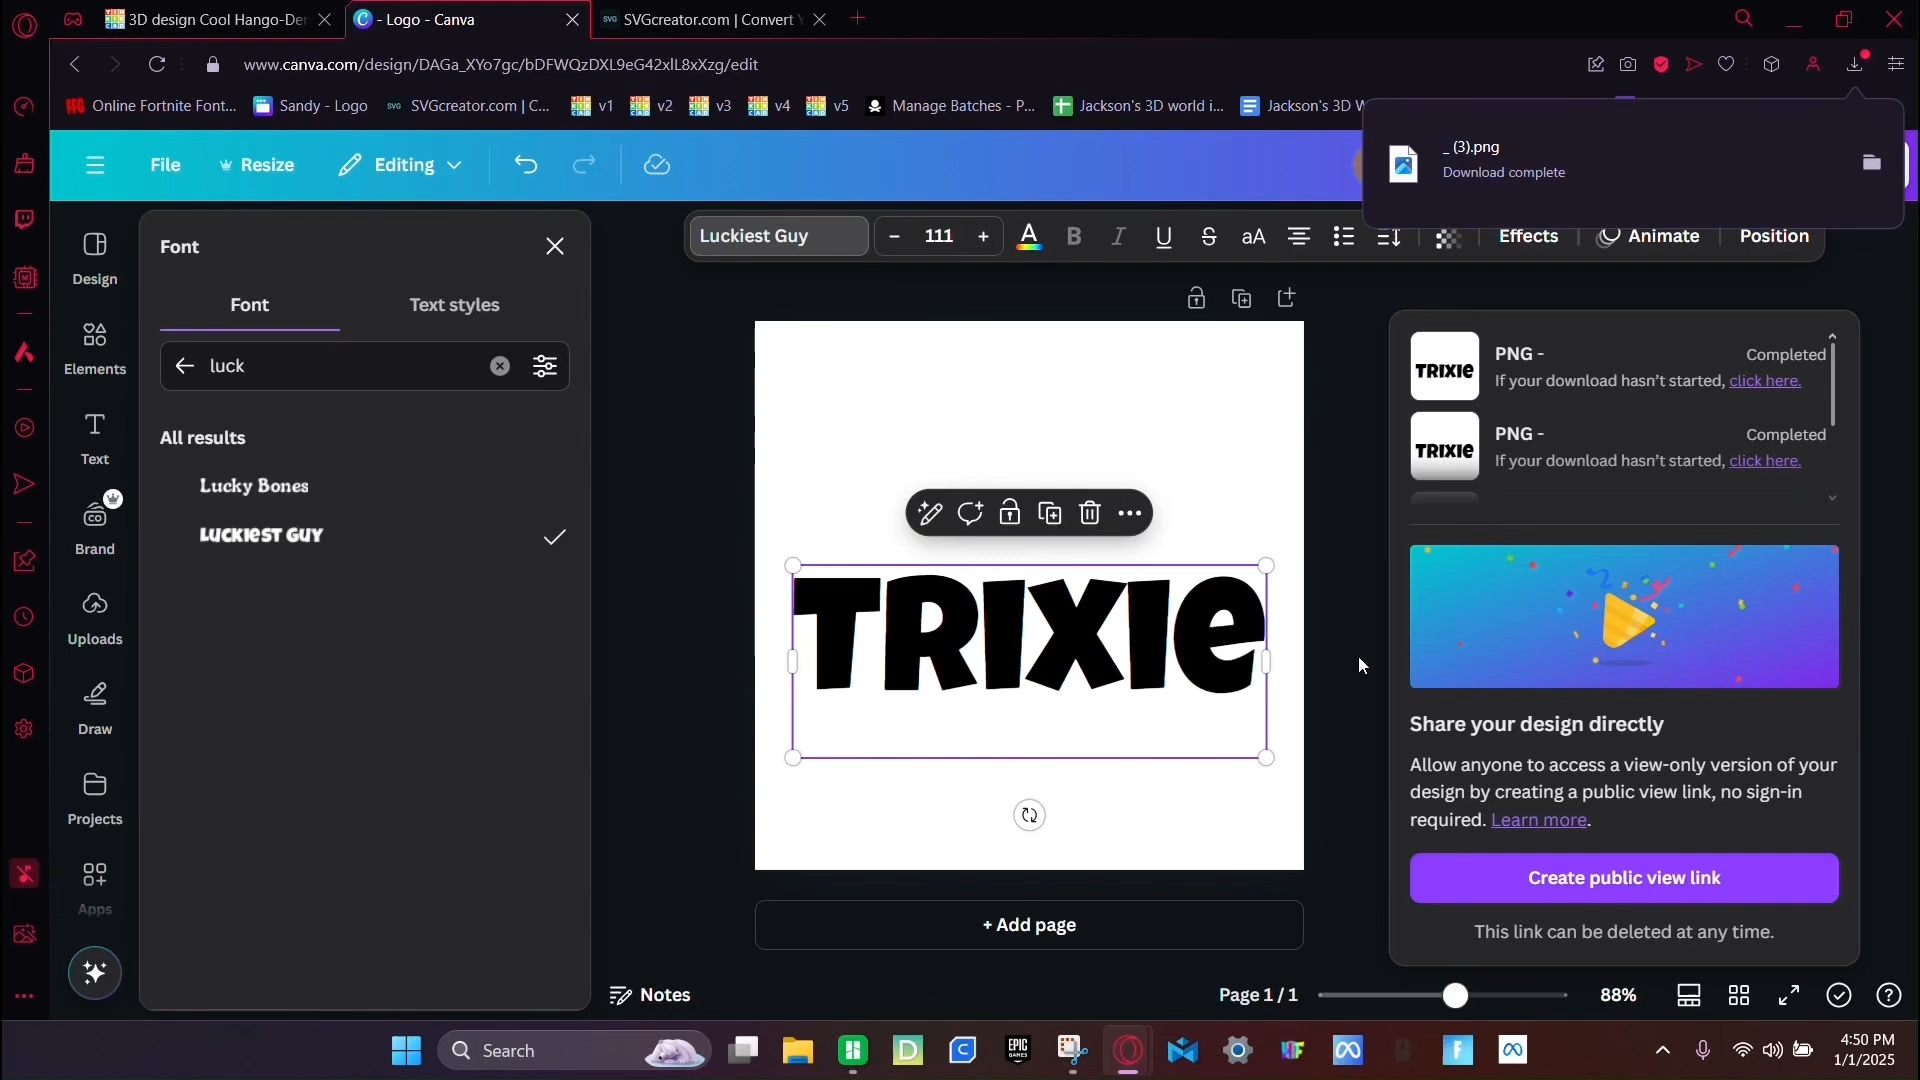 3D design Cool Hango-Der
- Logo - Canva
SVGcreator.com | Convert
www.canva.com/design/DAGa_XYo7gc/bDFWQzDXL9eG42xlL8xXzg/edit
Online Fortnite Font...
Sandy - Logo
SVGcreator.com | C...
v1
v2
v3
v4
v5
Manage Batches - P...
Jackson's 3D world i...
Jackson's 3D W
_ (3).png
Download complete
File
Resize
Editing
Luckiest Guy
- 111 +
A B I U S aA
Effects
Animate
Position
Design
Elements
Text
Brand
Uploads
Draw
Projects
Apps
Font
Font
Text styles
luck
All results
Lucky Bones
LUCKIEST GUY
TRIXIe
+ Add page
TRIXIe
PNG -
Completed
If your download hasn't started, click here.
TRIXIe
PNG -
Completed
If your download hasn't started, click here.
Share your design directly
Allow anyone to access a view-only version of your
design by creating a public view link, no sign-in
required. Learn more.
Create public view link
This link can be deleted at any time.
Notes
Page 1 / 1
88%
Search
EPIC
GAMES
4:50 PM
1/1/2025